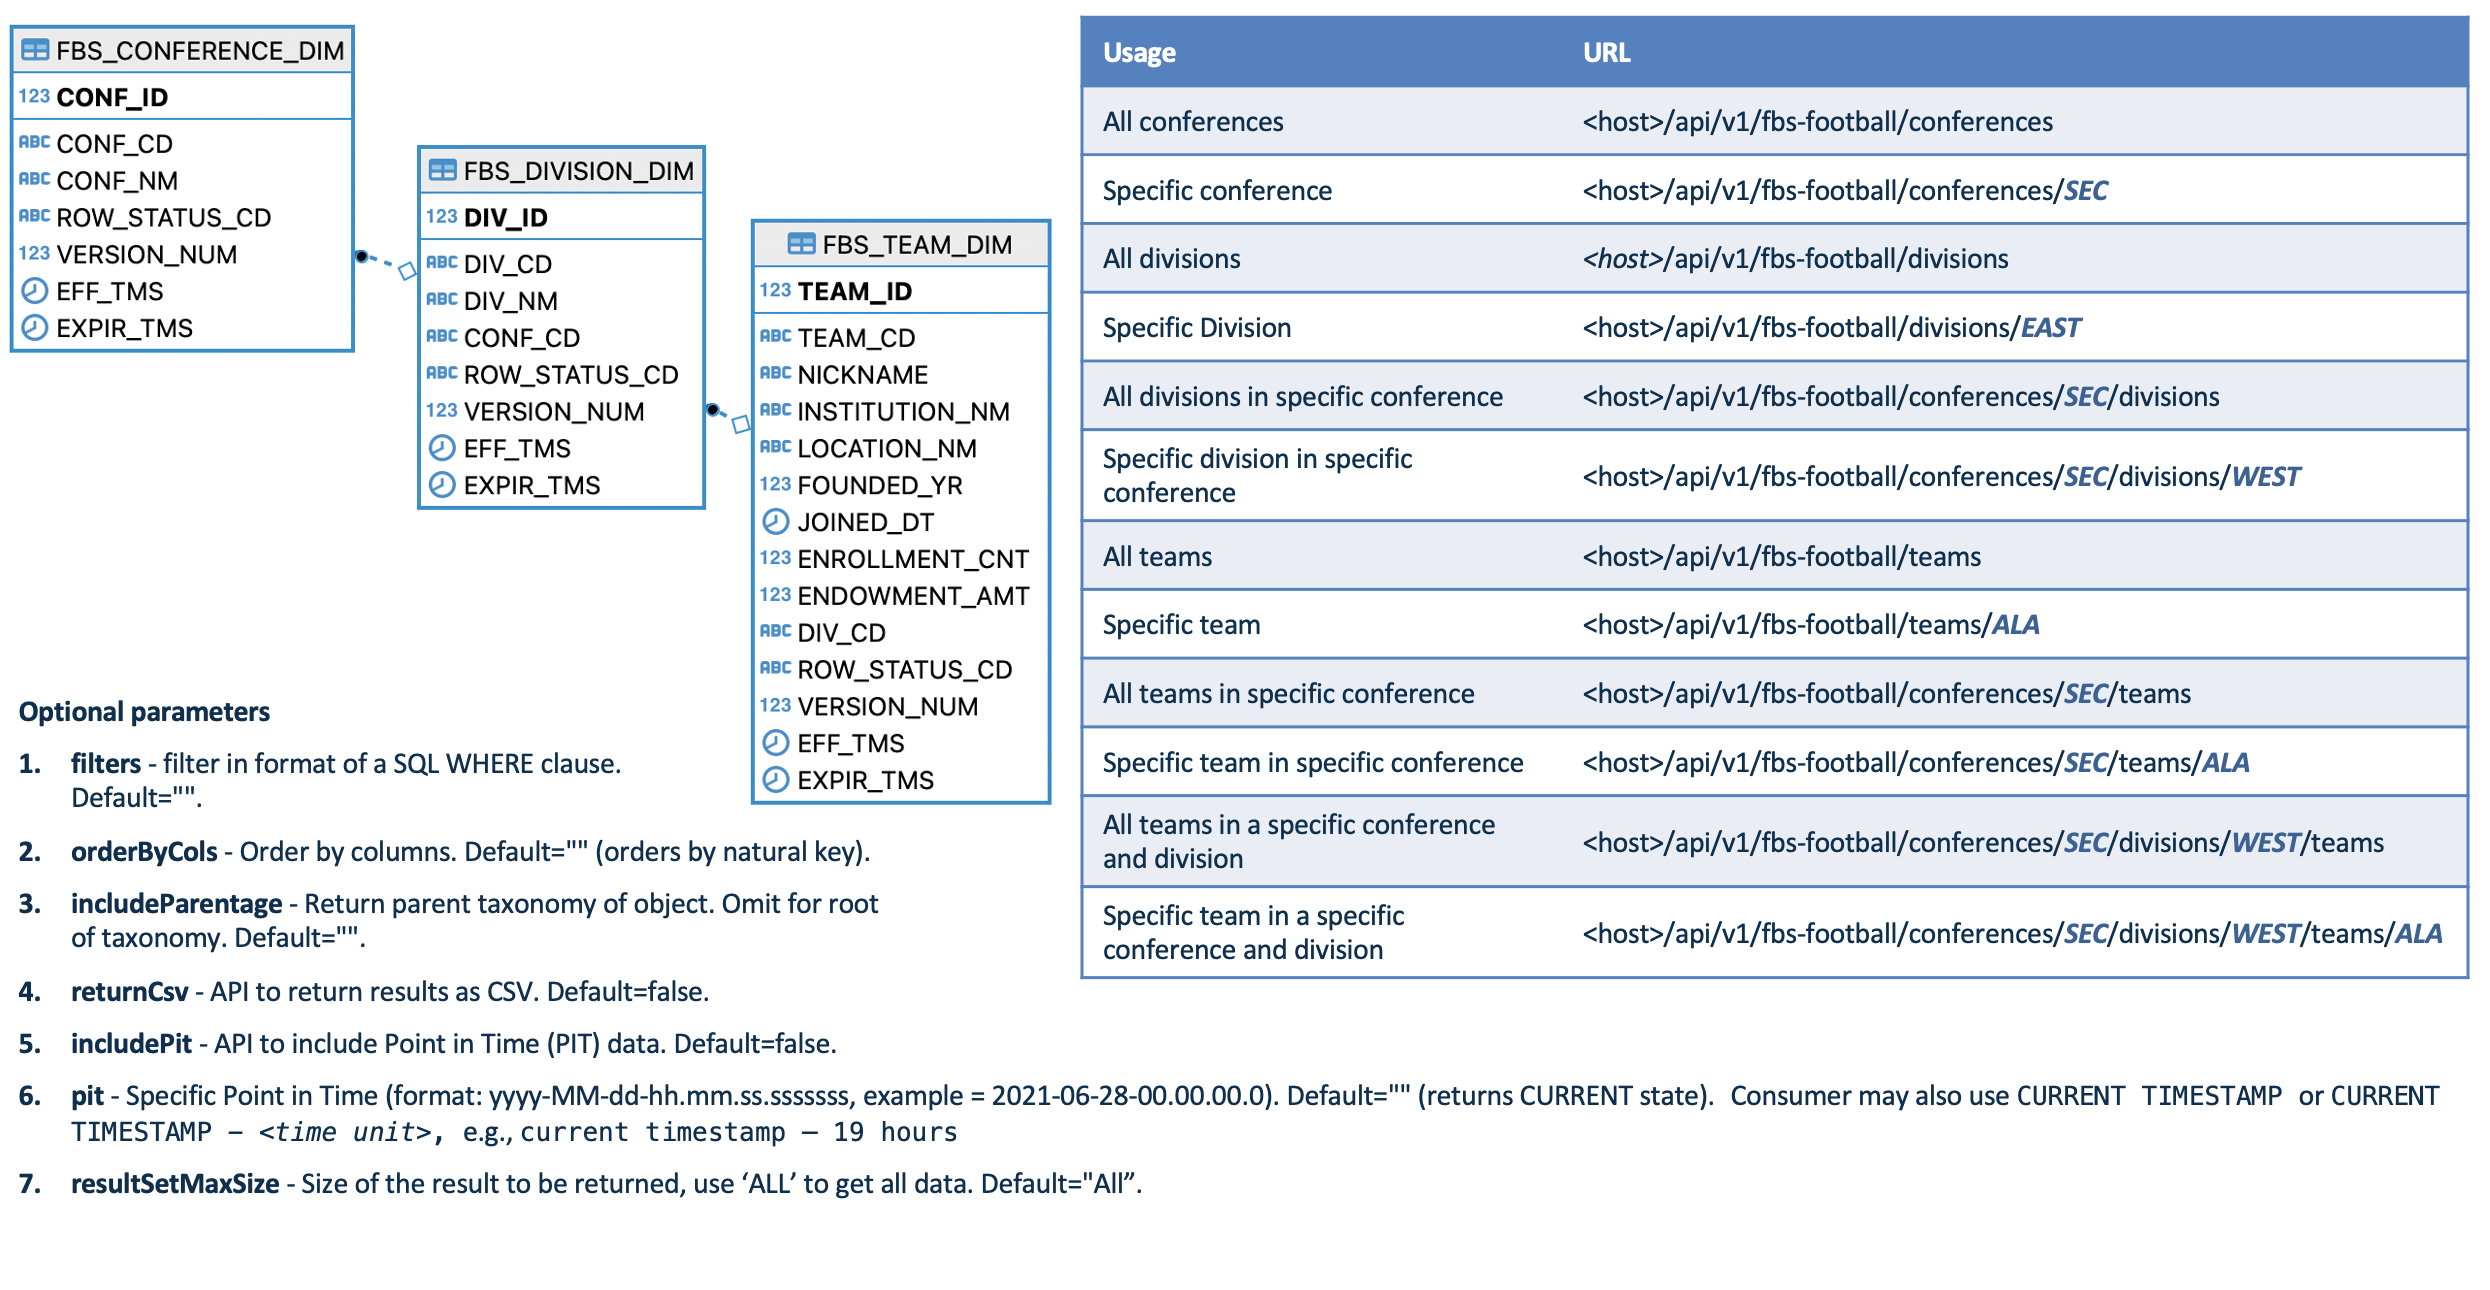 FBS_CONFERENCE_DIM
123 CONF_ID
ABC CONF_CD
ABC CONF_NM
ABC ROW_STATUS_CD
123 VERSION_NUM
EFF_TMS
EXPIR_TMS
FBS_DIVISION_DIM
123 DIV_ID
ABC DIV_CD
ABC DIV_NM
ABC CONF_CD
ABC ROW_STATUS_CD
123 VERSION_NUM
EFF_TMS
EXPIR_TMS
FBS_TEAM_DIM
123 TEAM_ID
ABC TEAM_CD
ABC NICKNAME
ABC INSTITUTION_NM
ABC LOCATION_NM
123 FOUNDED_YR
JOINED_DT
123 ENROLLMENT_CNT
123 ENDOWMENT_AMT
ABC DIV_CD
ABC ROW_STATUS_CD
123 VERSION_NUM
EFF_TMS
EXPIR_TMS
Usage URL
All conferences <host>/api/v1/fbs-football/conferences
Specific conference <host>/api/v1/fbs-football/conferences/SEC
All divisions <host>/api/v1/fbs-football/divisions
Specific Division <host>/api/v1/fbs-football/divisions/EAST
All divisions in specific conference <host>/api/v1/fbs-football/conferences/SEC/divisions
Specific division in specific
conference
<host>/api/v1/fbs-football/conferences/SEC/divisions/WEST
All teams <host>/api/v1/fbs-football/teams
Specific team <host>/api/v1/fbs-football/teams/ALA
All teams in specific conference <host>/api/v1/fbs-football/conferences/SEC/teams
Specific team in specific conference <host>/api/v1/fbs-football/conferences/SEC/teams/ALA
All teams in a specific conference
and division
<host>/api/v1/fbs-football/conferences/SEC/divisions/WEST/teams
Specific team in a specific
conference and division
<host>/api/v1/fbs-football/conferences/SEC/divisions/WEST/teams/ALA
Optional parameters
1. filters - filter in format of a SQL WHERE clause.
Default="".
2. orderByCols - Order by columns. Default="" (orders by natural key).
3. includeParentage - Return parent taxonomy of object. Omit for root
of taxonomy. Default="".
4. returnCsv - API to return results as CSV. Default=false.
5. includePit - API to include Point in Time (PIT) data. Default=false.
6. pit - Specific Point in Time (format: yyyy-MM-dd-hh.mm.ss.sssssss, example = 2021-06-28-00.00.00.0). Default="" (returns CURRENT state). Consumer may also use CURRENT TIMESTAMP or CURRENT
TIMESTAMP – <time unit>, e.g., current timestamp – 19 hours
7. resultSetMaxSize - Size of the result to be returned, use ‘ALL’ to get all data. Default="All”.